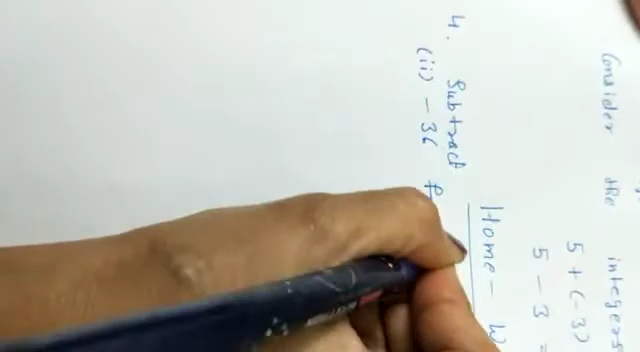 Consider the integers
5 + (-3)
5 - 3 =
Home -
4. Subtract
(ii) - 36